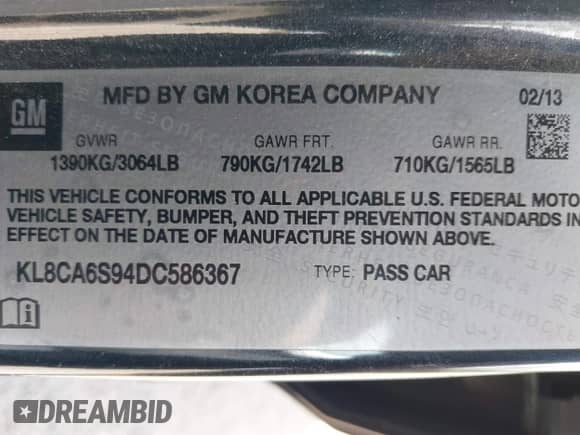 GM MFD BY GM KOREA COMPANY 02/13
GVWR GAWR FRT. GAWR RR.
1390KG/3064LB 790KG/1742LB 710KG/1565LB
THIS VEHICLE CONFORMS TO ALL APPLICABLE U.S. FEDERAL MOTO
VEHICLE SAFETY, BUMPER, AND THEFT PREVENTION STANDARDS IN
EFFECT ON THE DATE OF MANUFACTURE SHOWN ABOVE.
KL8CA6S94DC586367 TYPE: PASS CAR
SECURITY
DREAMBID